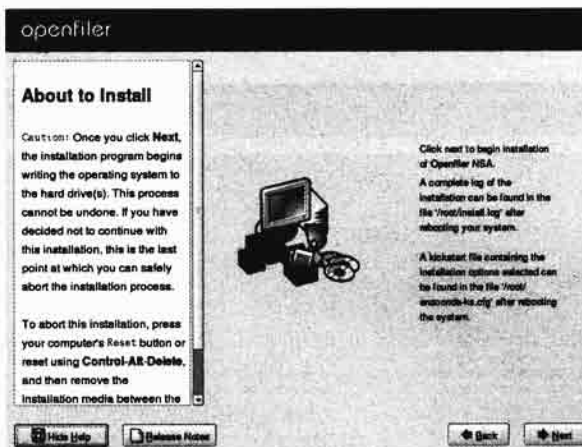 openfiler
About to Install
Caution: Once you click Next,
the installation program begins
writing the operating system to
the hard drive(s). This process
cannot be undone. If you have
decided not to continue with
this installation, this is the last
point at which you can safely
abort the installation process.
To abort this installation, press
your computer's Reset button or
reset using Control-Alt-Delete,
and then remove the
installation media between the
Click next to begin installation
of Openfiler NSA.
A complete log of the
installation can be found in the
file '/root/install.log' after
rebooting your system.
A kickstart file containing the
installation options selected can
be found in the file '/root/
anaconda-ks.cfg' after rebooting
the system.
Hide Help
Release Notes
Back
Next